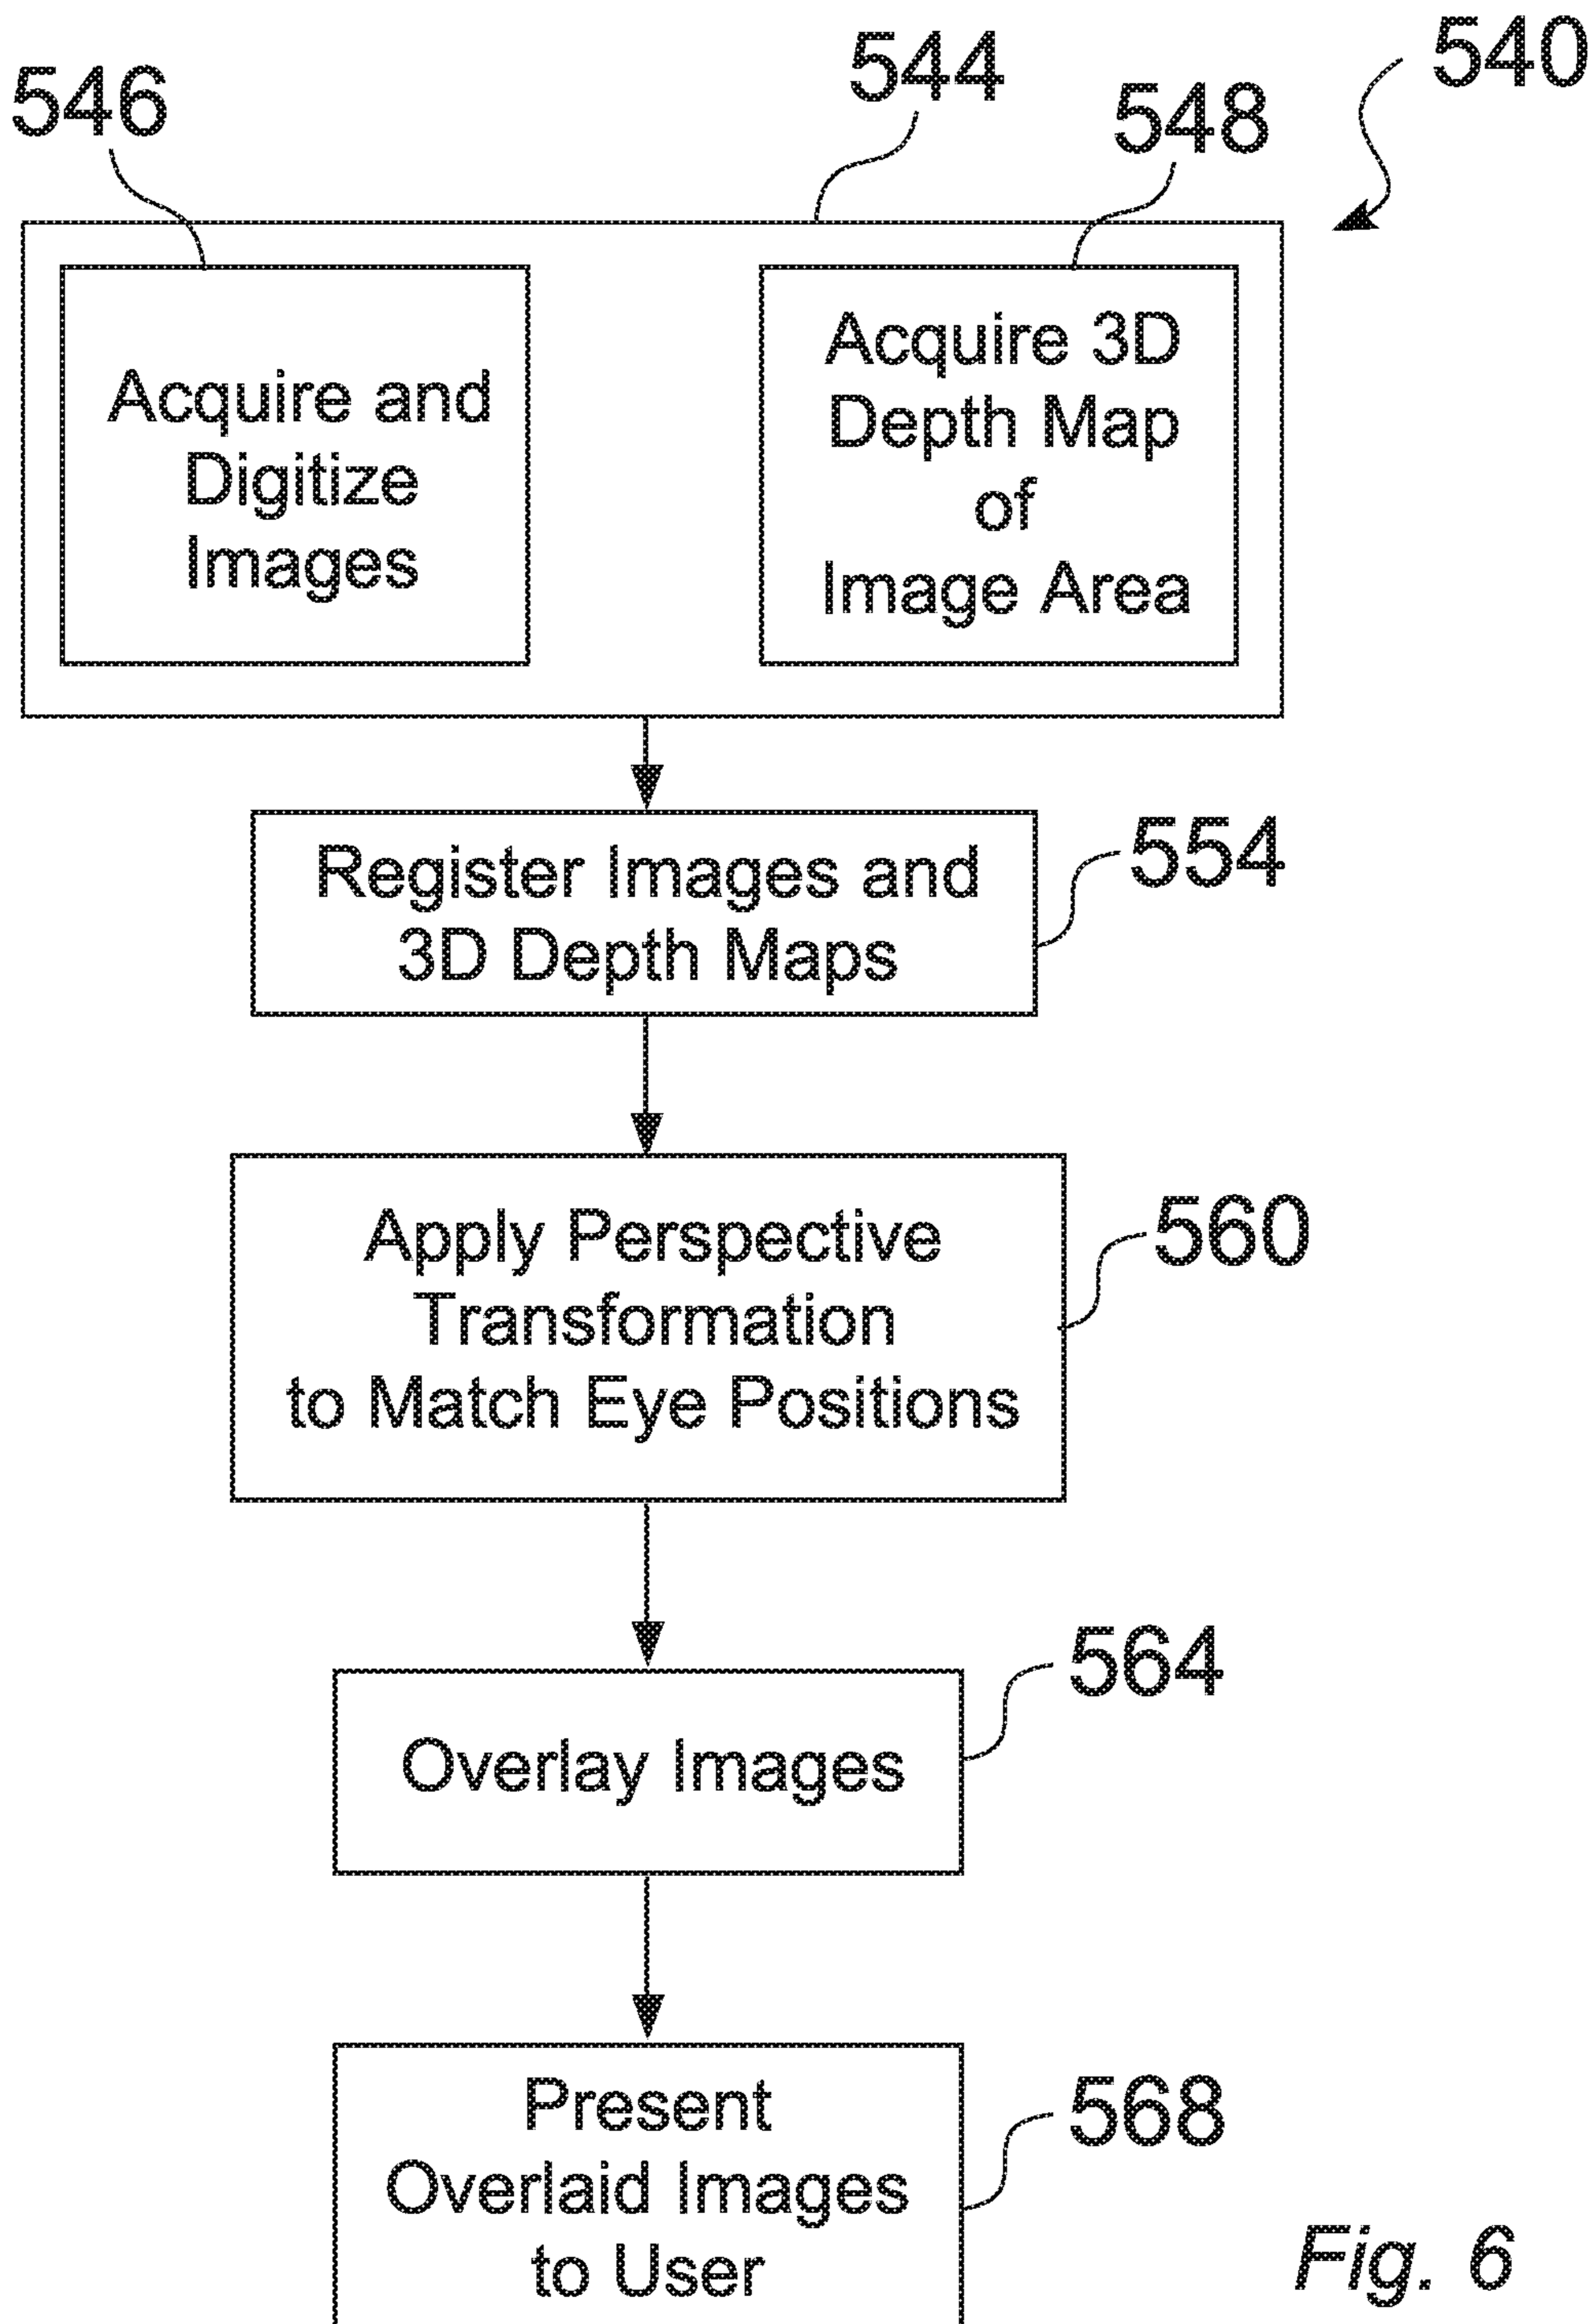 540
544
546
548
Acquire and
Digitize
Images
Acquire 3D
Depth Map
of
Image Area
Register Images and
3D Depth Maps
554
Apply Perspective
Transformation
to Match Eye Positions
560
Overlay Images
564
Present
Overlaid Images
to User
568
Fig. 6